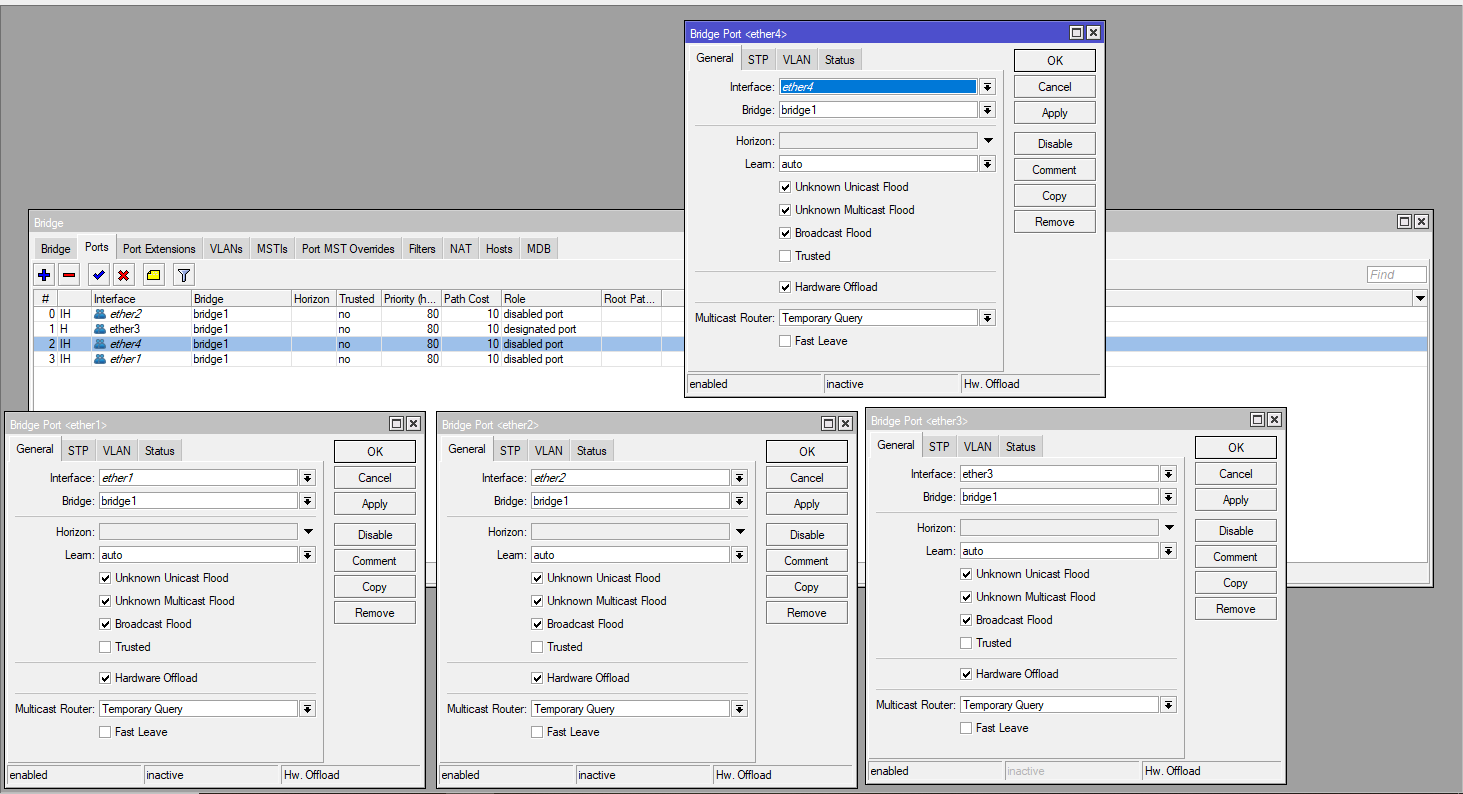 Bridge Port <ether4>
General STP VLAN Status
OK
Interface: ether4
Cancel
Bridge: bridge1
Apply
Horizon:
Disable
Learn: auto
Comment
Unknown Unicast Flood
Copy
Unknown Multicast Flood
Remove
Broadcast Flood
Trusted
Hardware Offload
Multicast Router: Temporary Query
Fast Leave
enabled inactive Hw. Offload
Bridge
Bridge Ports Port Extensions VLANs MSTIs Port MST Overrides Filters NAT Hosts MDB
Find
# Interface Bridge Horizon Trusted Priority (h... Path Cost Role Root Pat...
0 IH ether2 bridge1 no 80 10 disabled port
1 H ether3 bridge1 no 80 10 designated port
2 IH ether4 bridge1 no 80 10 disabled port
3 IH ether1 bridge1 no 80 10 disabled port
Bridge Port <ether1>
General STP VLAN Status
OK
Interface: ether1
Cancel
Bridge: bridge1
Apply
Horizon:
Disable
Learn: auto
Comment
Unknown Unicast Flood
Copy
Unknown Multicast Flood
Remove
Broadcast Flood
Trusted
Hardware Offload
Multicast Router: Temporary Query
Fast Leave
enabled inactive Hw. Offload
Bridge Port <ether2>
General STP VLAN Status
OK
Interface: ether2
Cancel
Bridge: bridge1
Apply
Horizon:
Disable
Learn: auto
Comment
Unknown Unicast Flood
Copy
Unknown Multicast Flood
Remove
Broadcast Flood
Trusted
Hardware Offload
Multicast Router: Temporary Query
Fast Leave
enabled inactive Hw. Offload
Bridge Port <ether3>
General STP VLAN Status
OK
Interface: ether3
Cancel
Bridge: bridge1
Apply
Horizon:
Disable
Learn: auto
Comment
Unknown Unicast Flood
Copy
Unknown Multicast Flood
Remove
Broadcast Flood
Trusted
Hardware Offload
Multicast Router: Temporary Query
Fast Leave
enabled inactive Hw. Offload